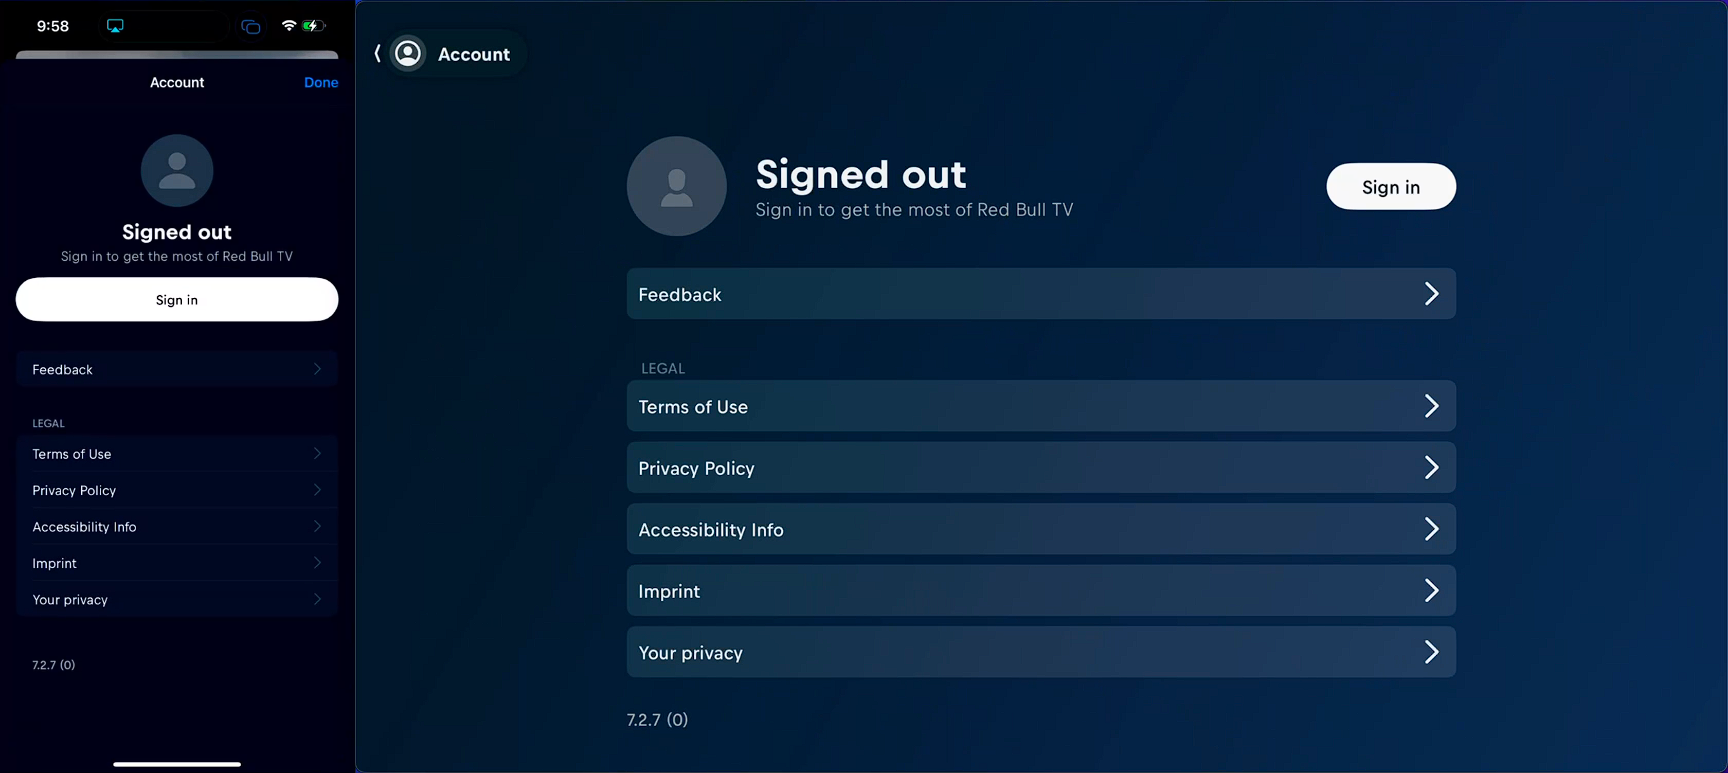 9:58
Account
Done
Signed out
Sign in to get the most of Red Bull TV
Sign in
Feedback
LEGAL
Terms of Use
Privacy Policy
Accessibility Info
Imprint
Your privacy
7.2.7 (0)
Account
Signed out
Sign in to get the most of Red Bull TV
Sign in
Feedback
LEGAL
Terms of Use
Privacy Policy
Accessibility Info
Imprint
Your privacy
7.2.7 (0)